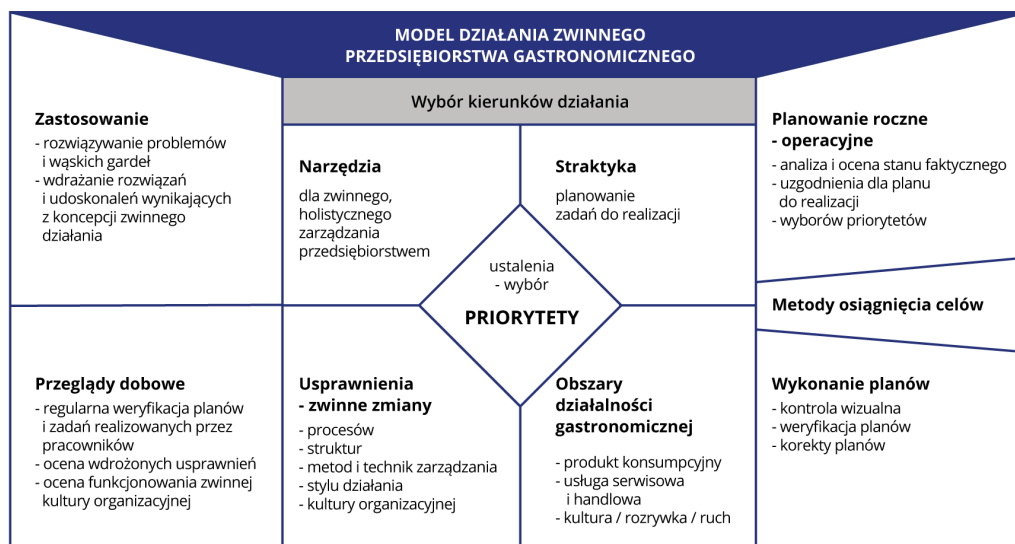 MODEL DZIAŁANIA ZWINNEGO
PRZEDSIĘBIORSTWA GASTRONOMICZNEGO
Wybór kierunków działania
Zastosowanie
- rozwiązywanie problemów
i wąskich gardeł
- wdrażanie rozwiązań
i udoskonaleń wynikających
z koncepcji zwinnego
działania
Narzędzia
dla zwinnego,
holistycznego
zarządzania
przedsiębiorstwem
Straktyka
planowanie
zadań do realizacji
Planowanie roczne
- operacyjne
- analiza i ocena stanu faktycznego
- uzgodnienia dla planu
do realizacji
- wyborów priorytetów
ustalenia
- wybór
PRIORYTETY
Metody osiągnięcia celów
Przeglądy dobowe
- regularna weryfikacja planów
i zadań realizowanych przez
pracowników
- ocena wdrożonych usprawnień
- ocena funkcjonowania zwinnej
kultury organizacyjnej
Usprawnienia
- zwinne zmiany
- procesów
- struktur
- metod i technik zarządzania
- stylu działania
- kultury organizacyjnej
Obszary
działalności
gastronomicznej
- produkt konsumpcyjny
- usługa serwisowa
i handlowa
- kultura / rozrywka / ruch
Wykonanie planów
- kontrola wizualna
- weryfikacja planów
- korekty planów